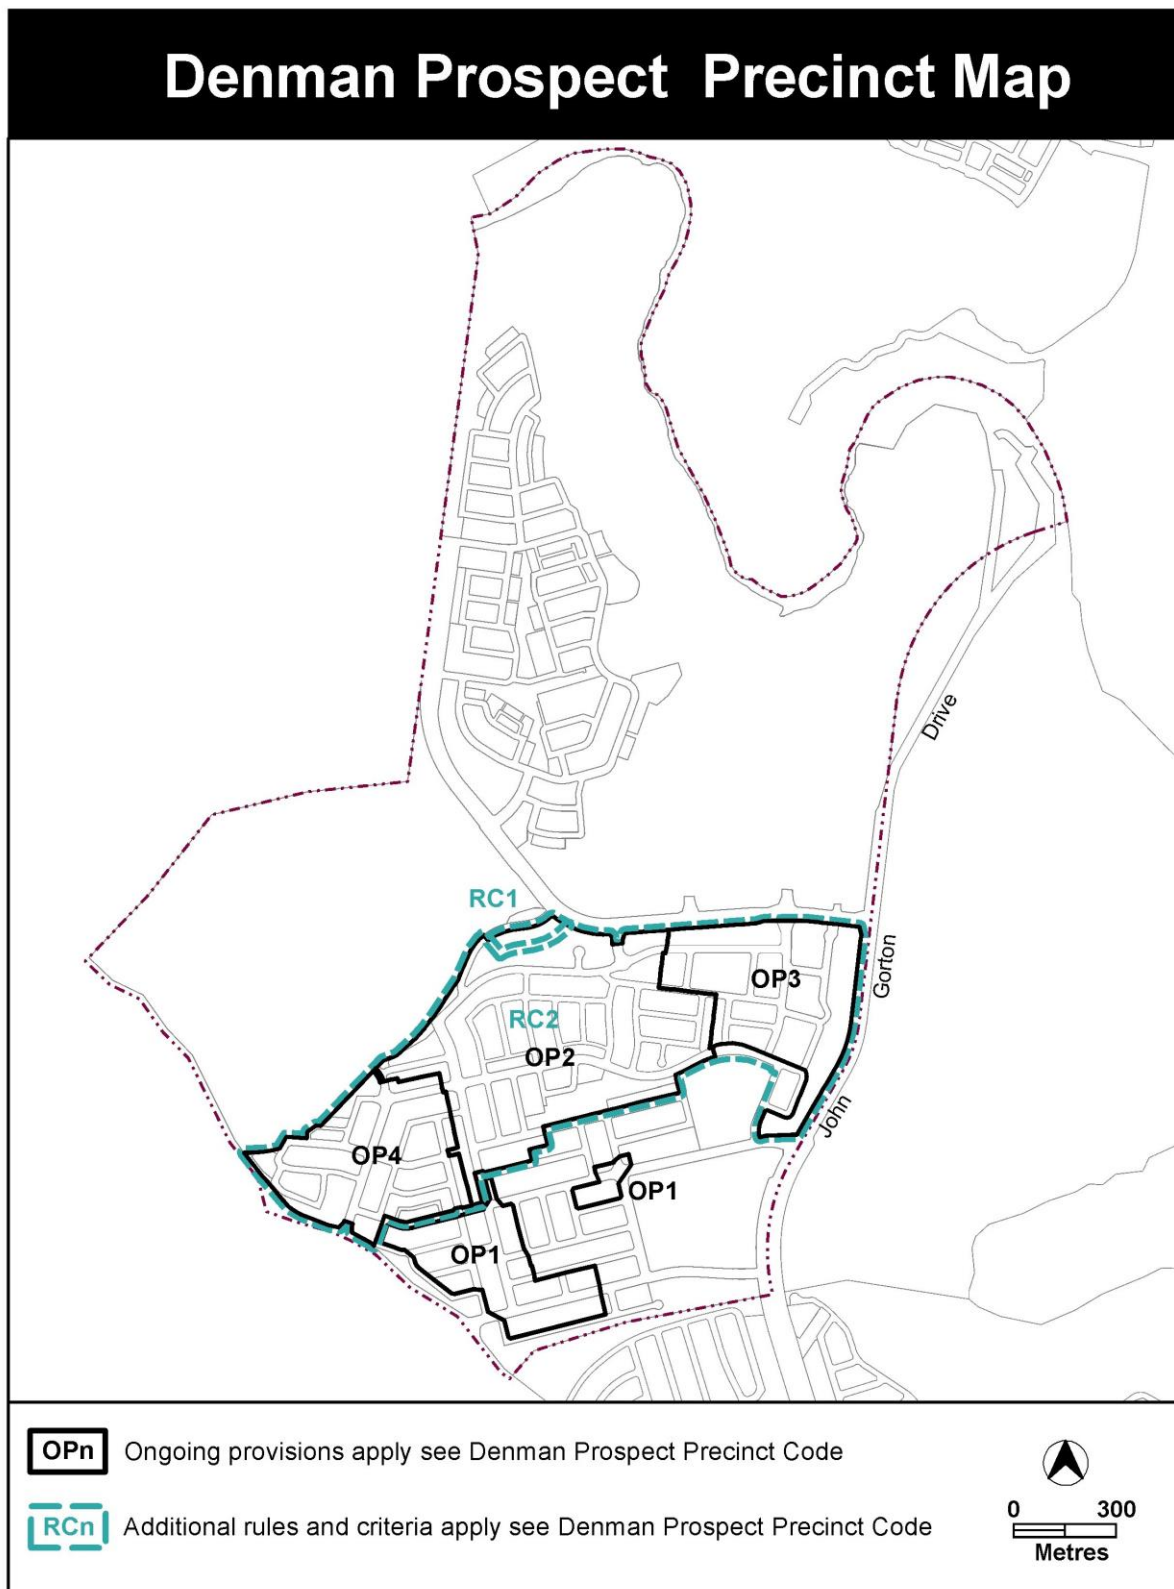 Denman Prospect Precinct Map
Drive
RC1
Gorton
OP3
RC2
OP2
John
OP4
OP1
OP1
OPn Ongoing provisions apply see Denman Prospect Precinct Code
RCn Additional rules and criteria apply see Denman Prospect Precinct Code
0 300
Metres